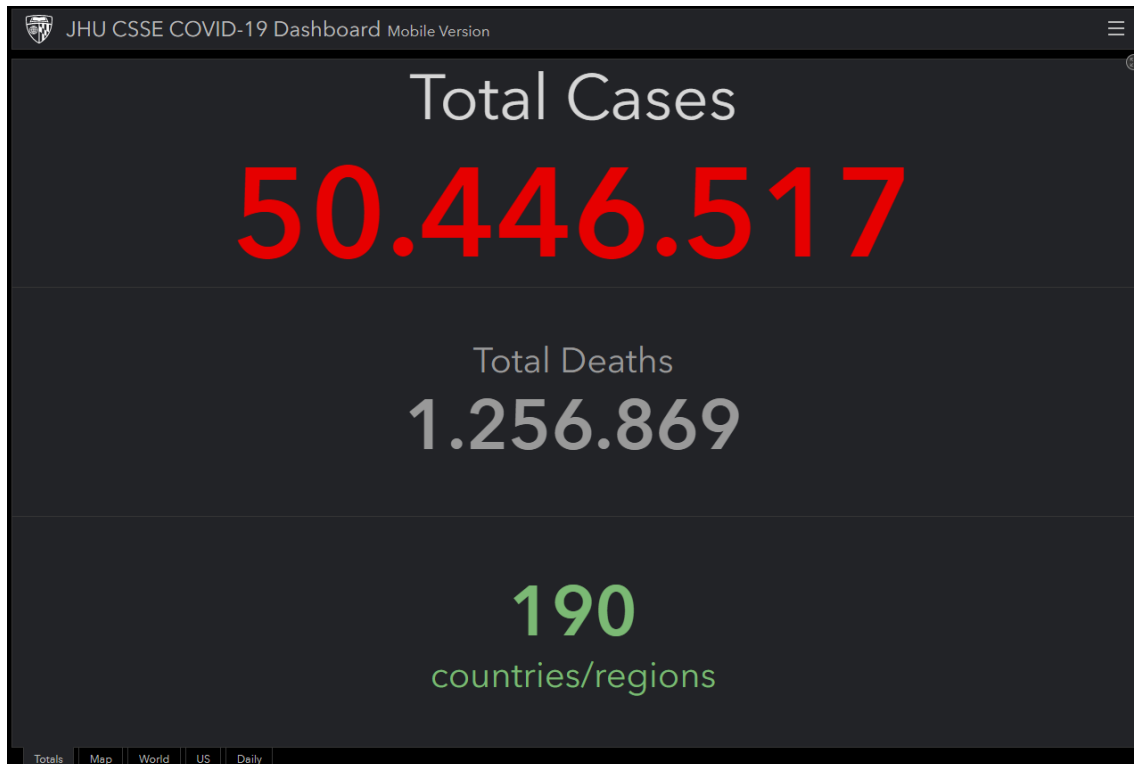 JHU CSSE COVID-19 Dashboard Mobile Version
Total Cases
50.446.517
Total Deaths
1.256.869
190
countries/regions
Totals Map World US Daily